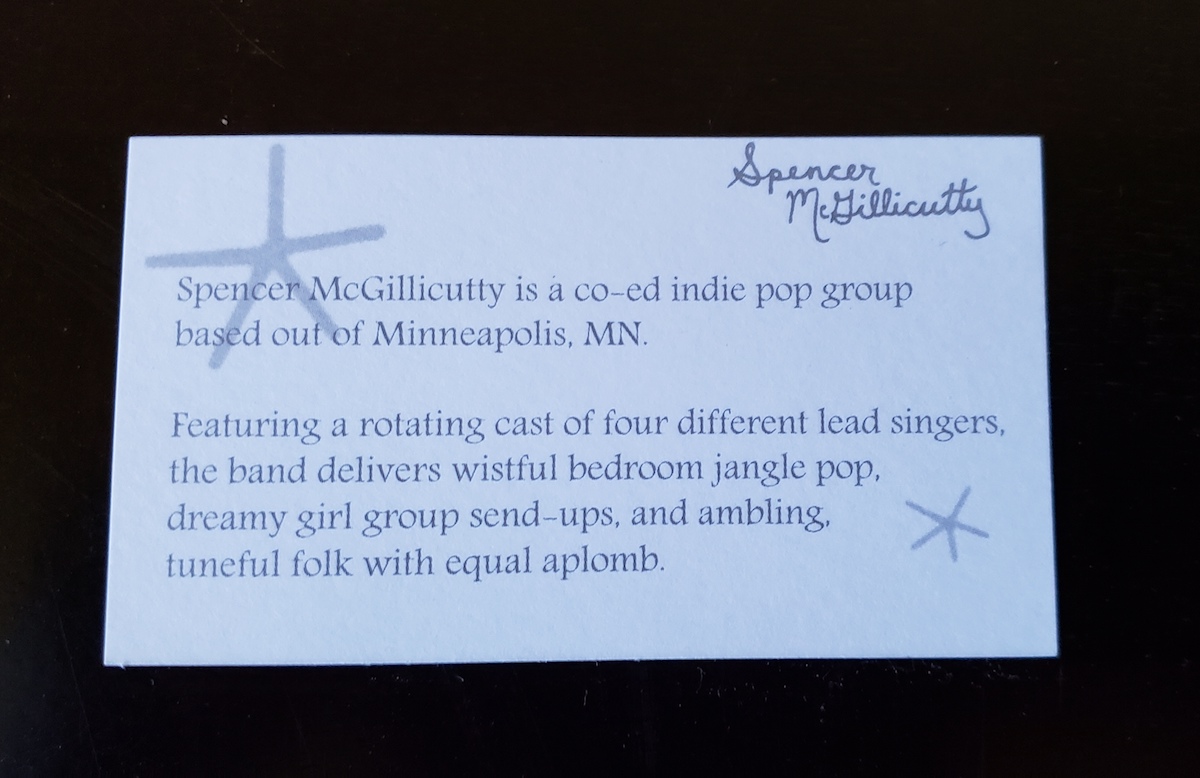 Spencer
McGillicutty
Spencer McGillicutty is a co-ed indie pop group
based out of Minneapolis, MN.
Featuring a rotating cast of four different lead singers,
the band delivers wistful bedroom jangle pop,
dreamy girl group send-ups, and ambling,
tuneful folk with equal aplomb.